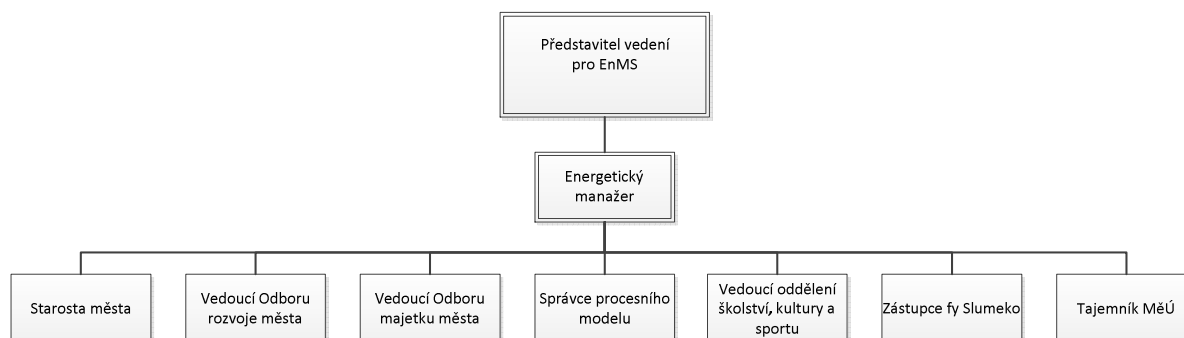 Představitel vedení
pro EnMS
Energetický
manažer
Starosta města
Vedoucí Odboru
rozvoje města
Vedoucí Odboru
majetku města
Správce procesního
modelu
Vedoucí oddělení
školství, kultury a
sportu
Zástupce fy Slumeko
Tajemník MěÚ